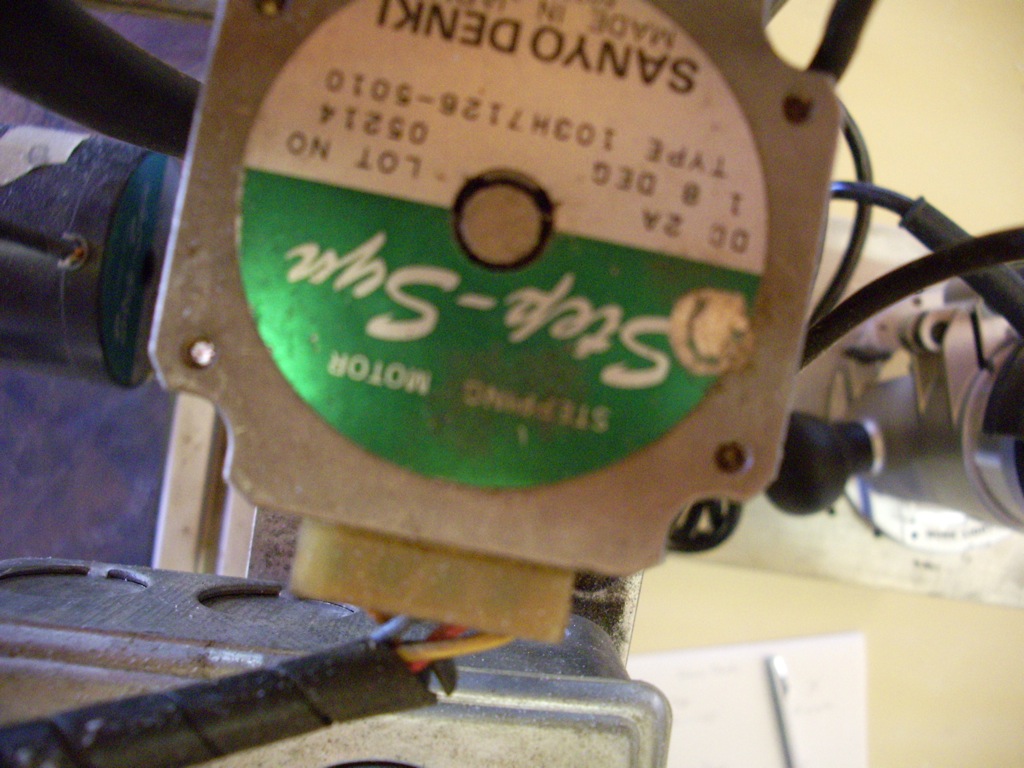 SANYO DENKI
MADE IN
TYPE 103H7126-5010
DC 2A
1.8 DEG
LOT NO 05214
Step-Syn
STEPPING MOTOR